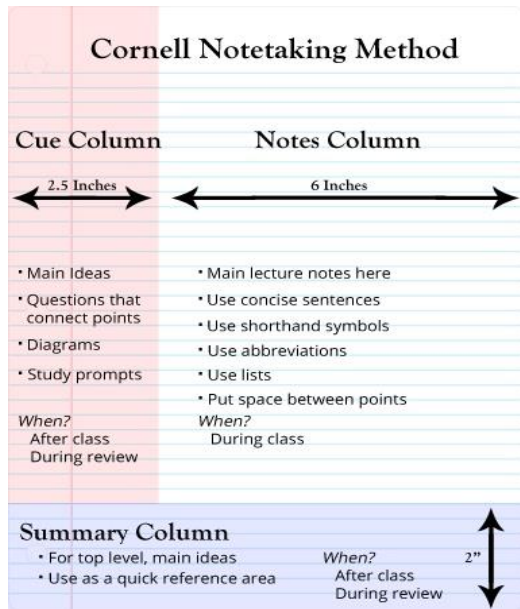 Cornell Notetaking Method
Cue Column
2.5 Inches
• Main Ideas
• Questions that
connect points
• Diagrams
• Study prompts
When?
After class
During review
Notes Column
6 Inches
• Main lecture notes here
• Use concise sentences
• Use shorthand symbols
• Use abbreviations
• Use lists
• Put space between points
When?
During class
Summary Column
• For top level, main ideas
• Use as a quick reference area
When?
After class
During review
2”